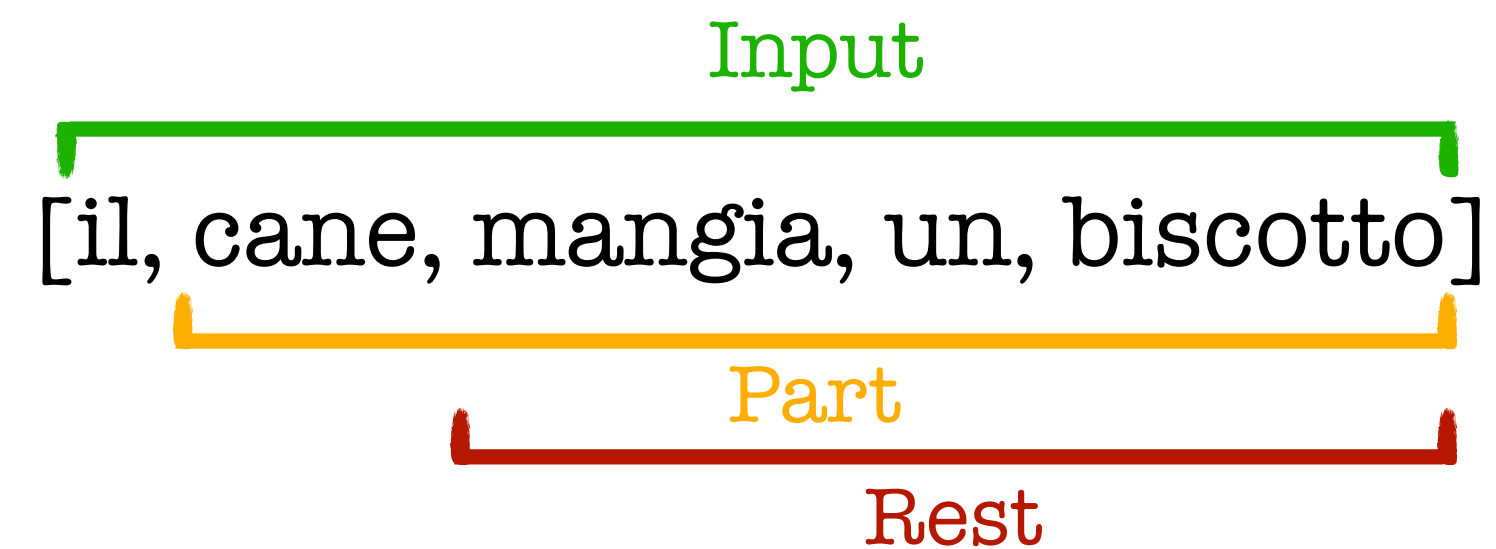 Input
[il, cane, mangia, un, biscotto]
Part
Rest